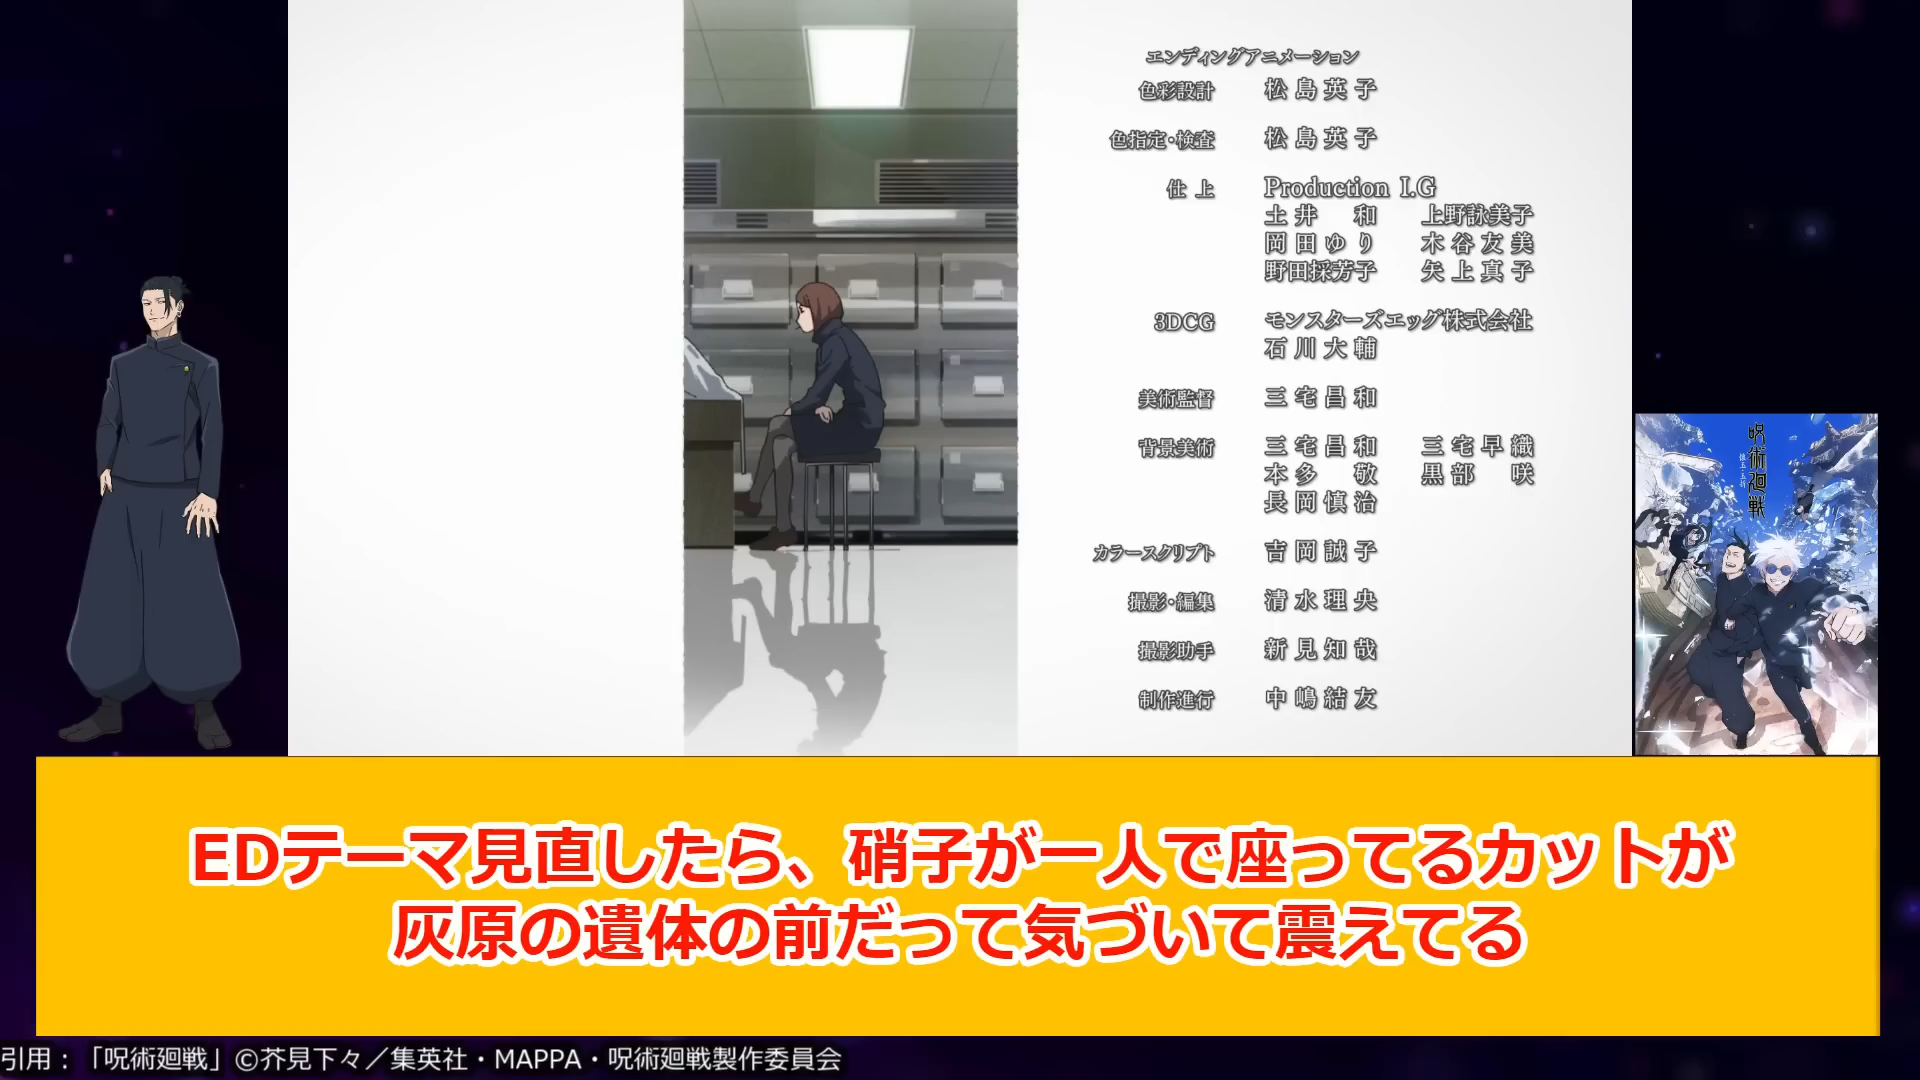 エンディングアニメーション
色彩設計 松島英子
色指定・検査 松島英子
仕上 Production I.G
土井 和 上野詠美子
岡田ゆり 木谷友美
野田採芳子 矢上真子
3DCG モンスターズエッグ株式会社
石川大輔
美術監督 三宅昌和
背景美術 三宅昌和 三宅早織
本多 敬 黒部 咲
長岡慎治
カラースクリプト 吉岡誠子
撮影・編集 清水理央
撮影助手 新見知哉
制作進行 中嶋結友
呪術廻戦
懐玉・玉折
EDテーマ見直したら、硝子が一人で座ってるカットが
灰原の遺体の前だって気づいて震えてる
引用：「呪術廻戦」©芥見下々／集英社・MAPPA・呪術廻戦製作委員会